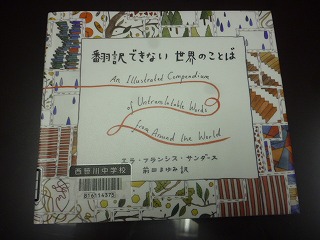 翻訳できない 世界のことば
An Illustrated Compendium
of Untranslatable Words
from Around the World
エラ・フランシス・サンダース
前田まゆみ 訳
西笹川中学校